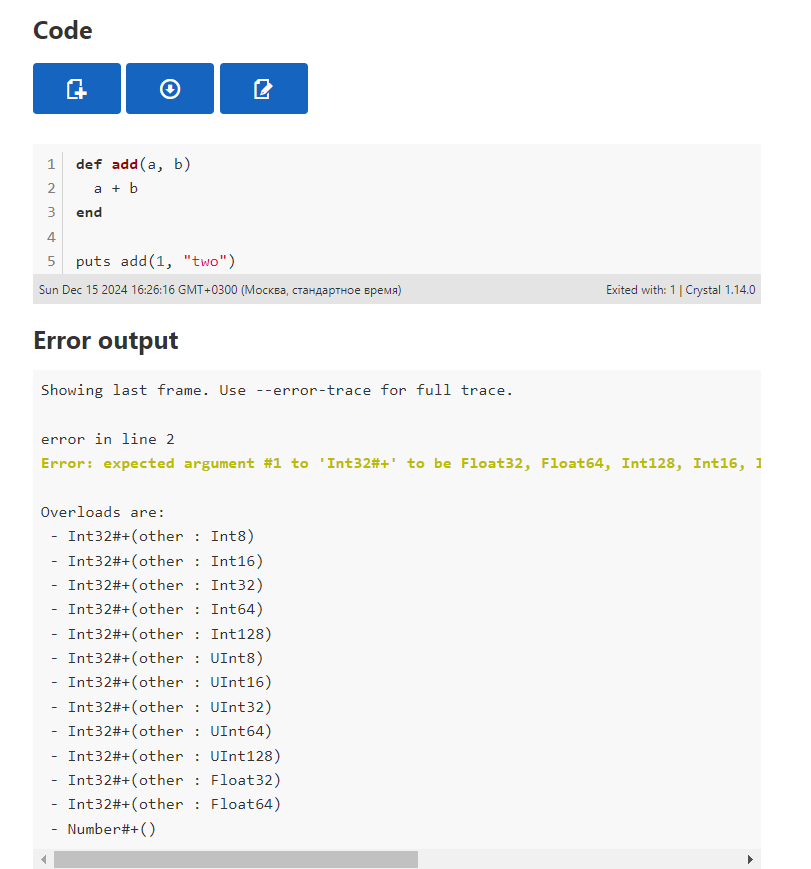 Code
1 def add(a, b)
2   a + b
3 end
4
5 puts add(1, "two")
Sun Dec 15 2024 16:26:16 GMT+0300 (Москва, стандартное время) Exited with: 1 | Crystal 1.14.0
Error output
Showing last frame. Use --error-trace for full trace.
error in line 2
Error: expected argument #1 to 'Int32#+' to be Float32, Float64, Int128, Int16,
Overloads are:
 - Int32#+(other : Int8)
 - Int32#+(other : Int16)
 - Int32#+(other : Int32)
 - Int32#+(other : Int64)
 - Int32#+(other : Int128)
 - Int32#+(other : UInt8)
 - Int32#+(other : UInt16)
 - Int32#+(other : UInt32)
 - Int32#+(other : UInt64)
 - Int32#+(other : UInt128)
 - Int32#+(other : Float32)
 - Int32#+(other : Float64)
 - Number#+()